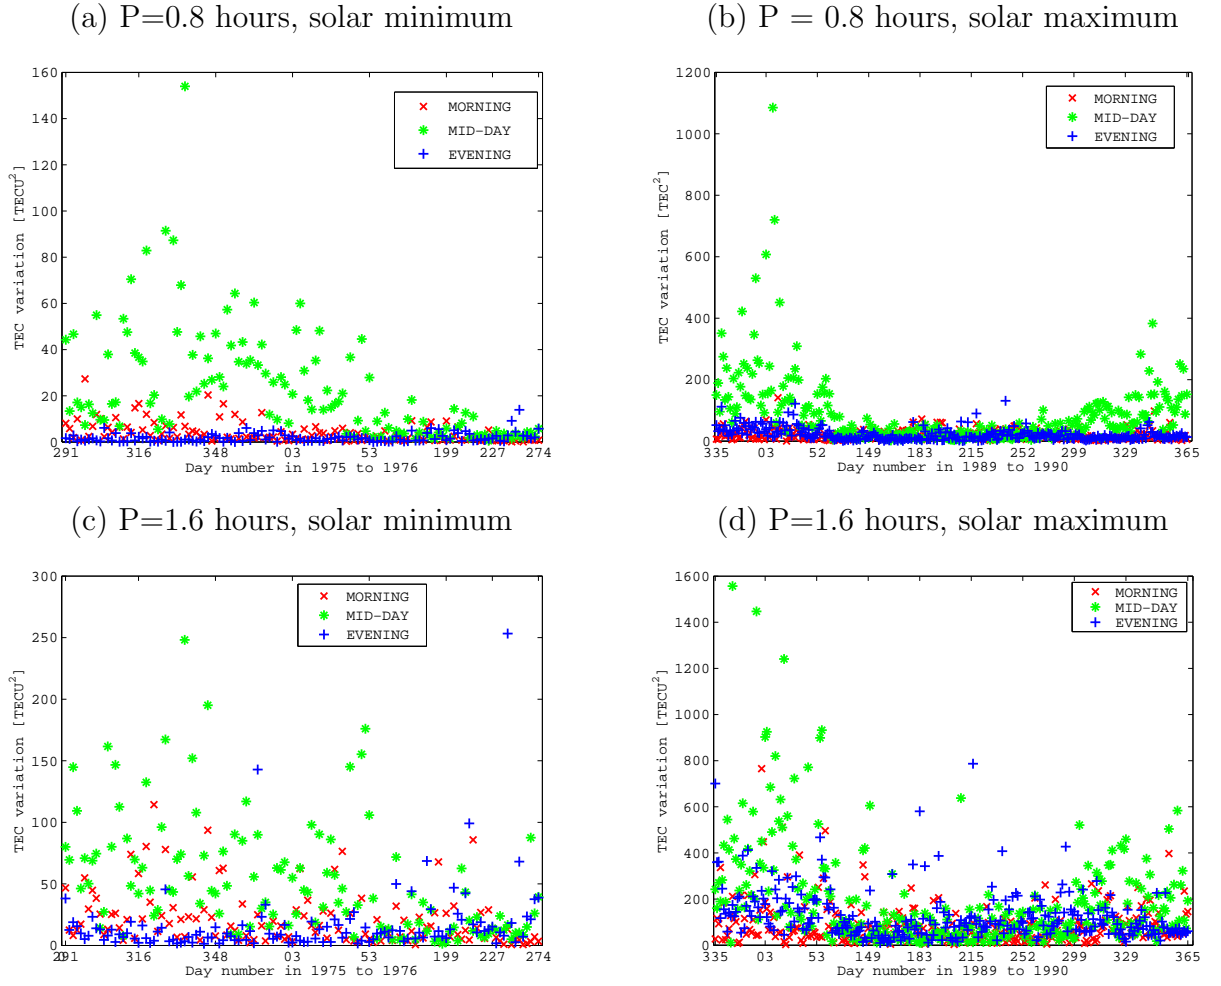 (a) P=0.8 hours, solar minimum
(b) P = 0.8 hours, solar maximum
160
140
120
100
80
60
40
20
0
TEC variation [TECU²]
MORNING
MID-DAY
EVENING
291 316 348 03 53 126 199 227 274
Day number in 1975 to 1976
1200
1000
800
600
400
200
0
TEC variation [TEC²]
MORNING
MID-DAY
EVENING
335 03 52 149 183 215 252 299 329 365
Day number in 1989 to 1990
(c) P=1.6 hours, solar minimum
(d) P=1.6 hours, solar maximum
300
250
200
150
100
50
0
TEC variation [TECU²]
MORNING
MID-DAY
EVENING
291 316 348 03 53 126 199 227 274
Day number in 1975 to 1976
1600
1400
1200
1000
800
600
400
200
0
TEC variation [TECU²]
MORNING
MID-DAY
EVENING
335 03 53 149 183 215 252 299 329 365
Day number in 1989 to 1990